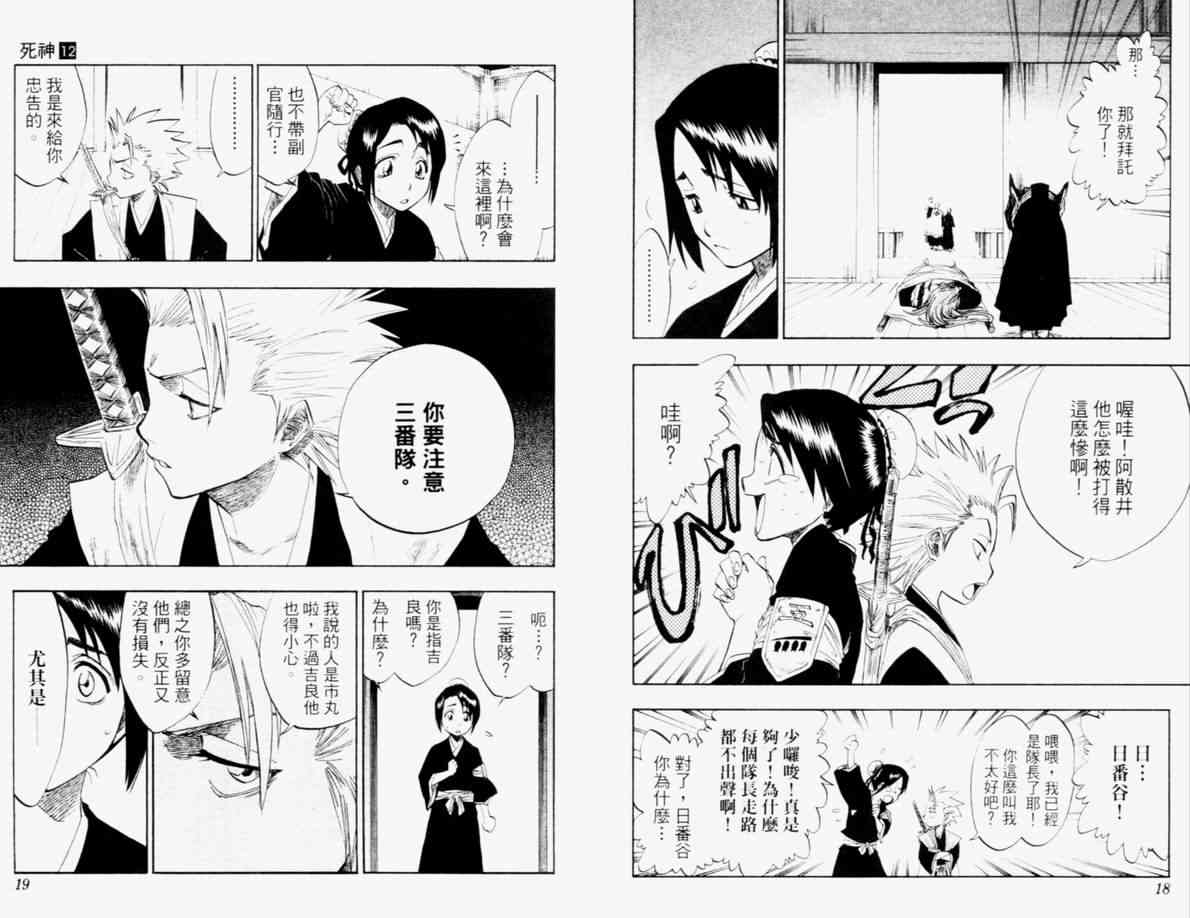 那…
那就拜託
你了！
…………
喔哇！阿散井
他怎麼被打得
這麼慘啊！
哇啊？
日…
日番谷！
喂喂，我已經
是隊長了耶！
你這麼叫我
不太好吧？
少囉唆！真是
夠了！為什麼
每個隊長走路
都不出聲啊！
對了，日番谷
你為什麼…
18
死神12
───
…為什麼會
來這裡啊？
也不帶副
官隨行…
…………
我是來給你
忠告的。
你要注意
三番隊。
呃…？
三番隊？
你是指吉
良嗎？
為什麼？
我說的人是市丸
啦，不過吉良他
也得小心。
總之你多留意
他們，反正又
沒有損失。
尤其是──
19